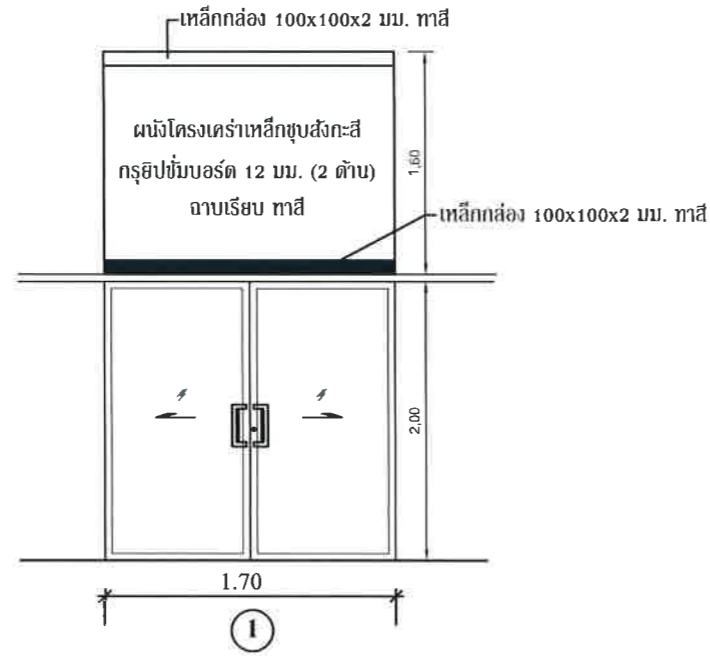 เหล็กกล่อง 100x100x2 มม. ทาสี
ผนังโครงเคร่าเหล็กชุบสังกะสี
กรุยิปซั่มบอร์ด 12 มม. (2 ด้าน)
ฉาบเรียบ ทาสี
1,60
เหล็กกล่อง 100x100x2 มม. ทาสี
2,00
1.70
1